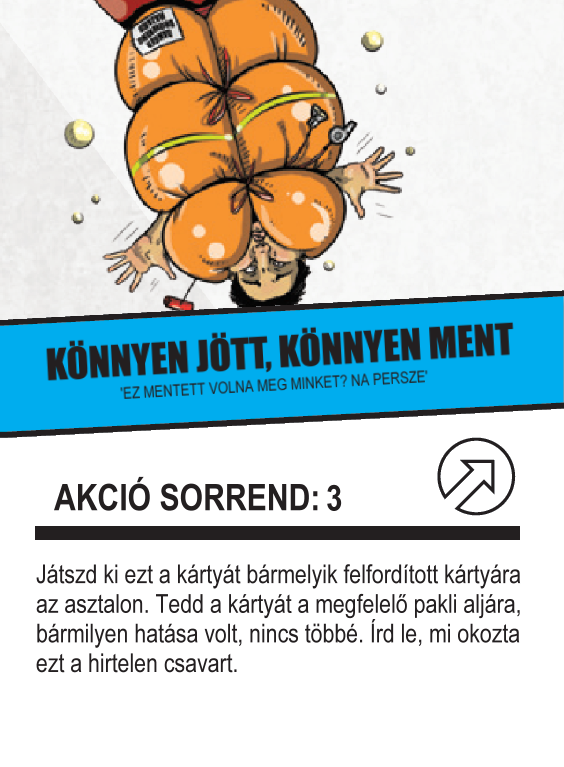 KÖNNYEN JÖTT, KÖNNYEN MENT
'EZ MENTETT VOLNA MEG MINKET? NA PERSZE'
AKCIÓ SORREND: 3
Játszd ki ezt a kártyát bármelyik felfordított kártyára
az asztalon. Tedd a kártyát a megfelelő pakli aljára,
bármilyen hatása volt, nincs többé. Írd le, mi okozta
ezt a hirtelen csavart.